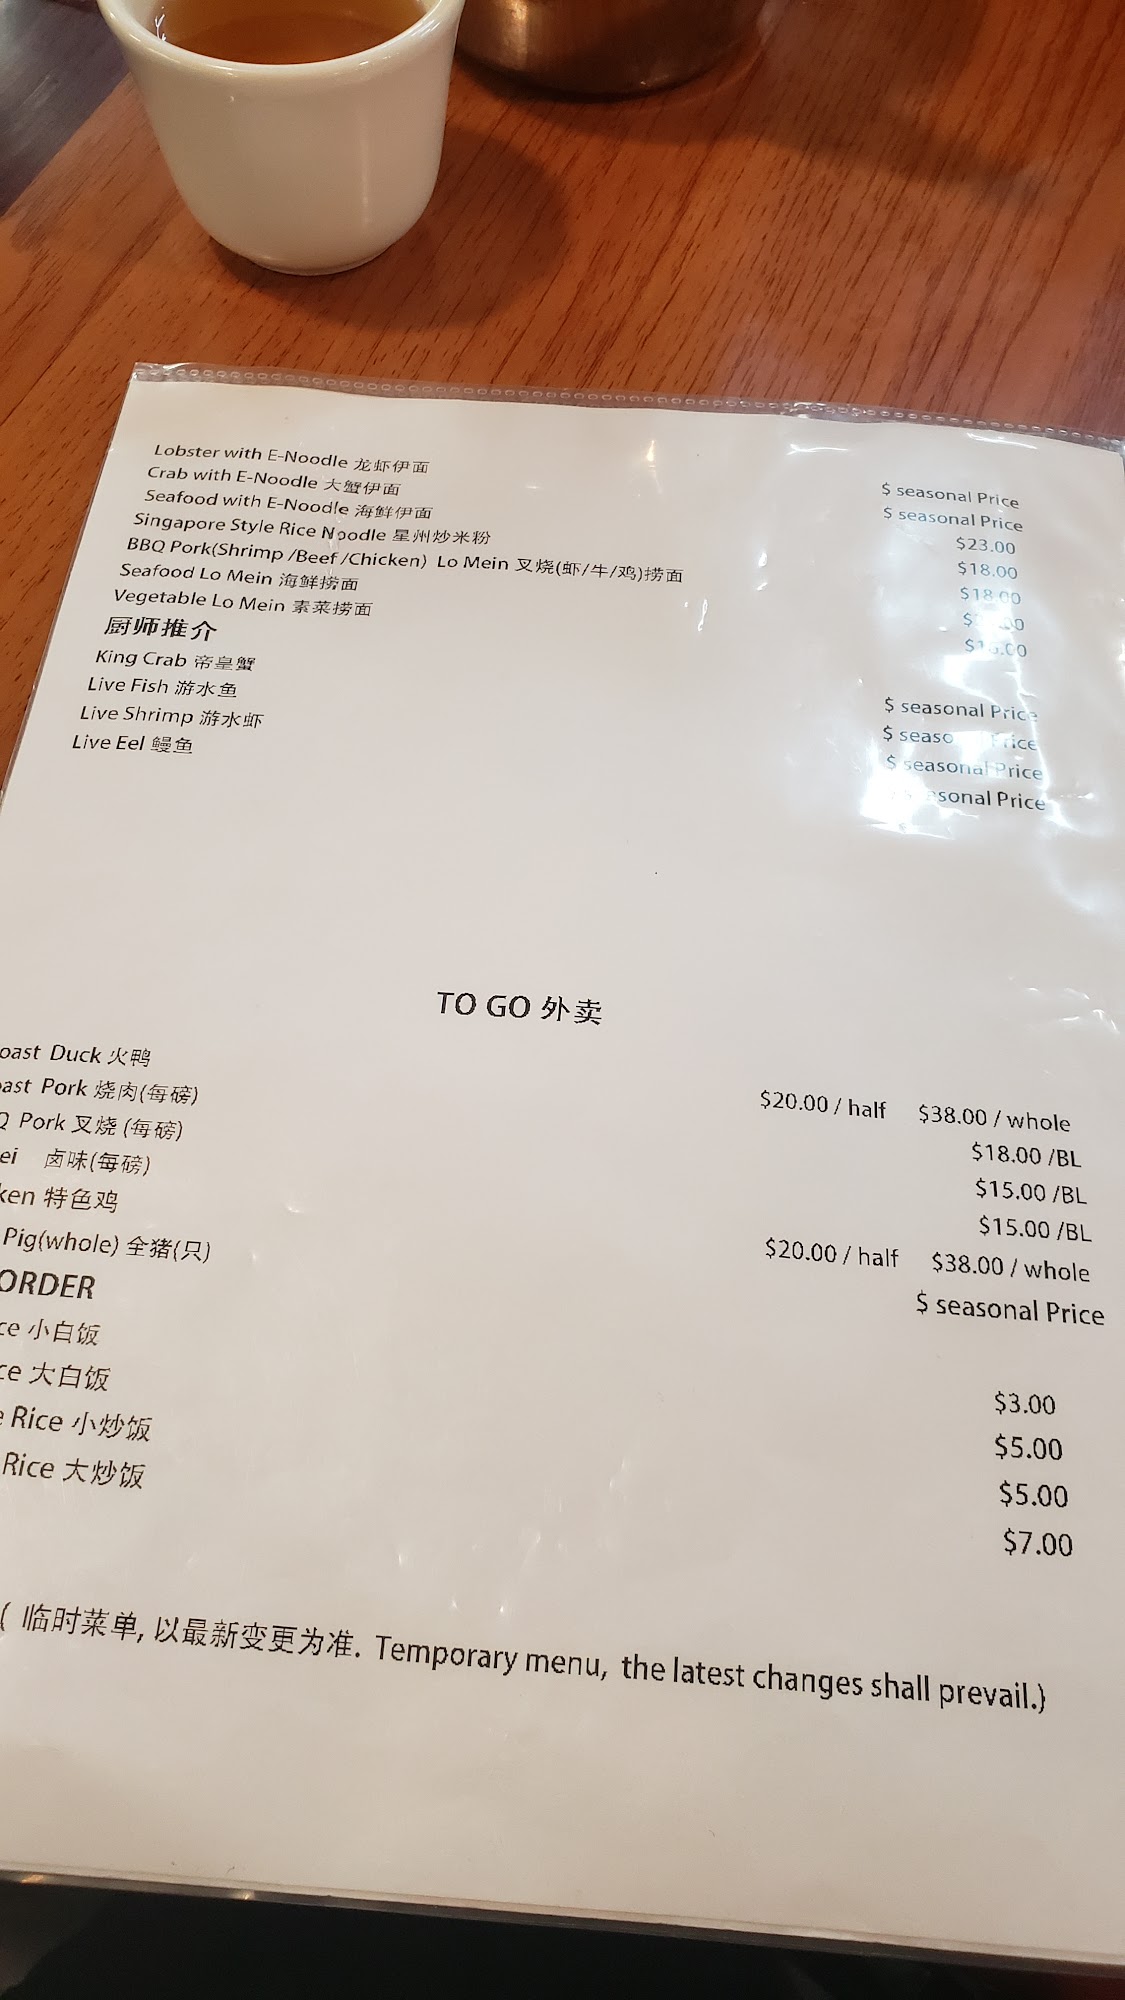 Lobster with E-Noodle 龙虾伊面 $ seasonal Price
Crab with E-Noodle 大蟹伊面 $ seasonal Price
Seafood with E-Noodle 海鲜伊面 $23.00
Singapore Style Rice Noodle 星州炒米粉 $18.00
BBQ Pork(Shrimp /Beef /Chicken) Lo Mein 叉烧(虾/牛/鸡)捞面 $18.00
Seafood Lo Mein 海鲜捞面
Vegetable Lo Mein 素菜捞面
厨师推介
King Crab 帝皇蟹 $ seasonal Price
Live Fish 游水鱼 $ Price
Live Shrimp 游水虾 $ seasonal Price
Live Eel 鳗鱼 Price
TO GO 外卖
oast Duck 火鸭 $20.00 / half $38.00 / whole
oast Pork 烧肉(每磅) $18.00 /BL
Q Pork 叉烧 (每磅) $15.00 /BL
ei 卤味(每磅) $15.00 /BL
ken 特色鸡 $20.00 / half $38.00 / whole
Pig(whole) 全猪(只) $ seasonal Price
ORDER
ce 小白饭 $3.00
ce 大白饭 $5.00
e Rice 小炒饭 $5.00
Rice 大炒饭 $7.00
( 临时菜单, 以最新变更为准. Temporary menu, the latest changes shall prevail.)